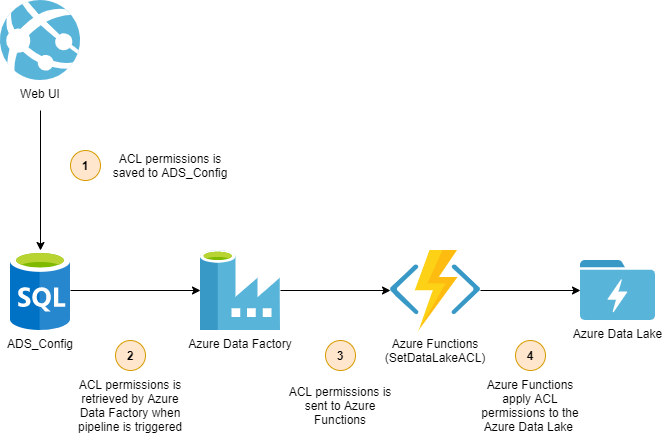 Web UI
1
ACL permissions is
saved to ADS_Config
SQL
ADS_Config
Azure Data Factory
Azure Functions
(SetDataLakeACL)
Azure Data Lake
2
ACL permissions is
retrieved by Azure
Data Factory when
pipeline is triggered
3
ACL permissions is
sent to Azure
Functions
4
Azure Functions
apply ACL
permissions to the
Azure Data Lake